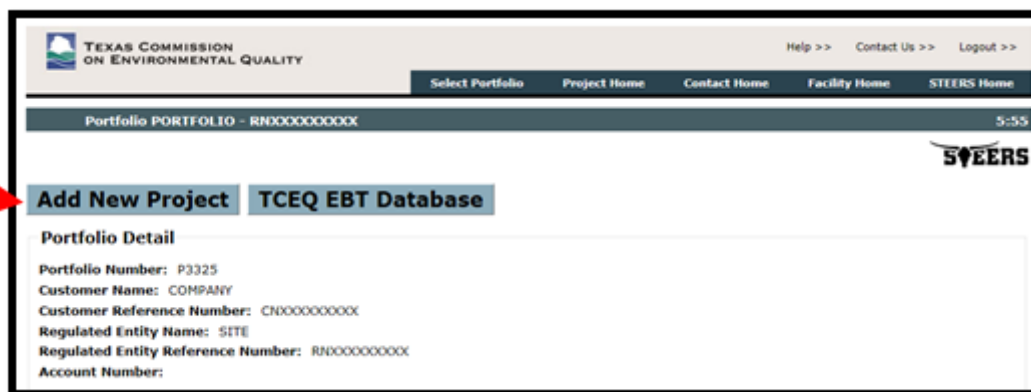 TEXAS COMMISSION
ON ENVIRONMENTAL QUALITY
Help >> Contact Us >> Logout >>
Select Portfolio Project Home Contact Home Facility Home STEERS Home
Portfolio PORTFOLIO - RNXXXXXXXXX 5:55
STEERS
Add New Project TCEQ EBT Database
Portfolio Detail
Portfolio Number: P3325
Customer Name: COMPANY
Customer Reference Number: CNXXXXXXXXX
Regulated Entity Name: SITE
Regulated Entity Reference Number: RNXXXXXXXXX
Account Number: